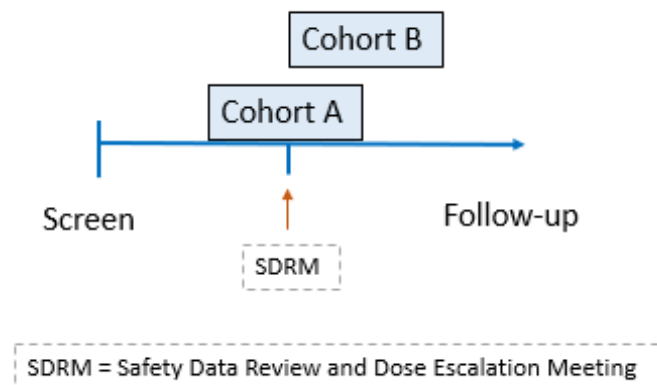 Cohort B
Cohort A
Screen
Follow-up
SDRM
SDRM = Safety Data Review and Dose Escalation Meeting